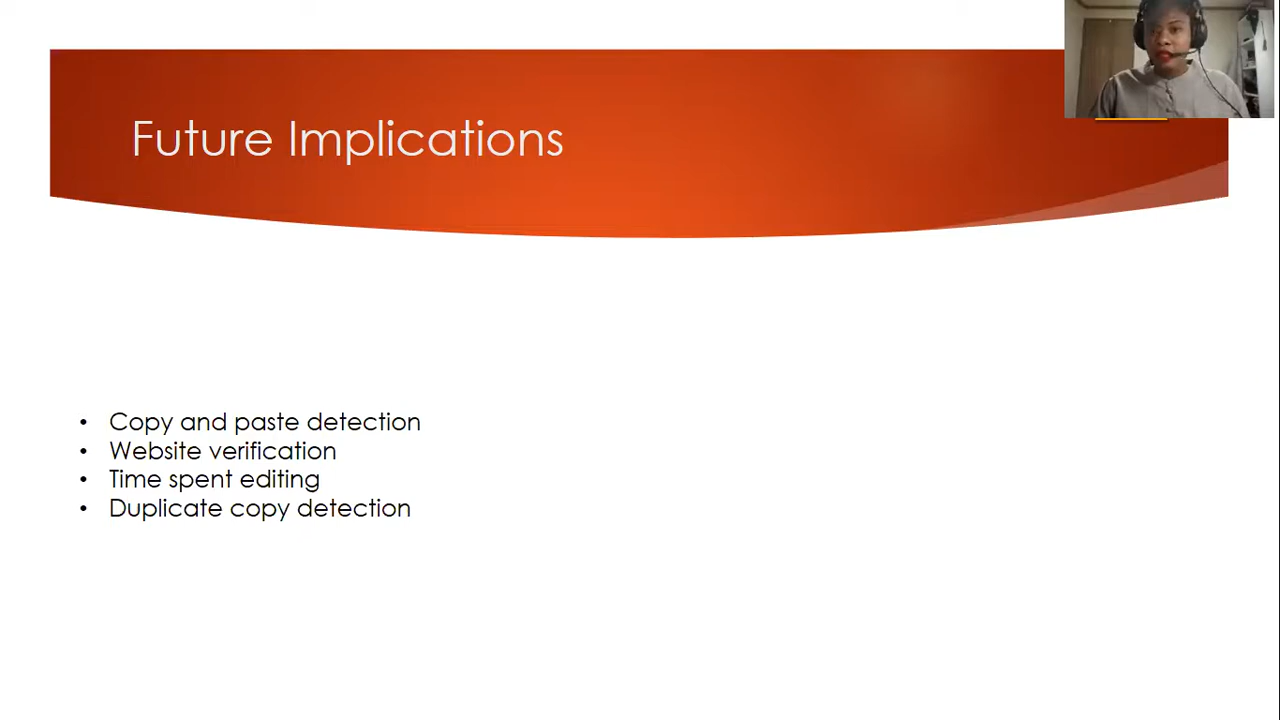 Future Implications
• Copy and paste detection
• Website verification
• Time spent editing
• Duplicate copy detection